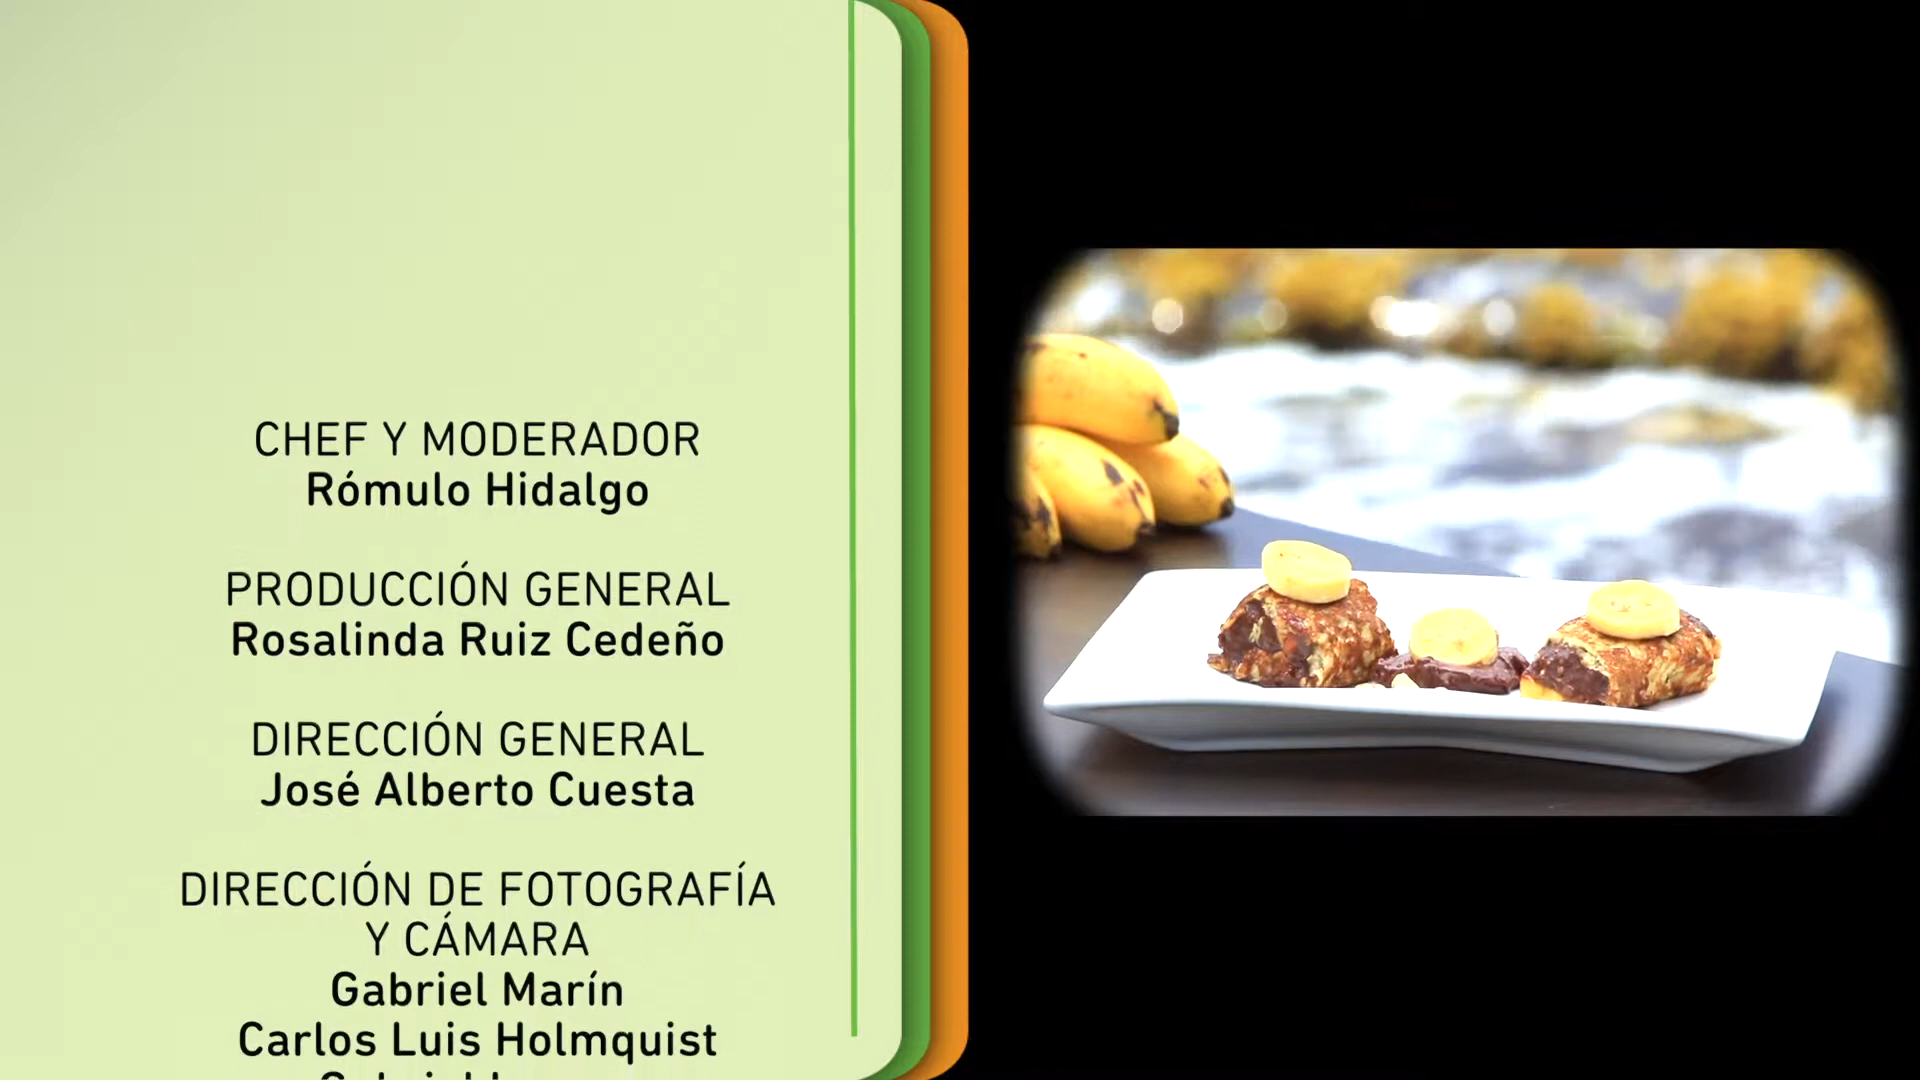 CHEF Y MODERADOR
Rómulo Hidalgo
PRODUCCIÓN GENERAL
Rosalinda Ruiz Cedeño
DIRECCIÓN GENERAL
José Alberto Cuesta
DIRECCIÓN DE FOTOGRAFÍA
Y CÁMARA
Gabriel Marín
Carlos Luis Holmquist